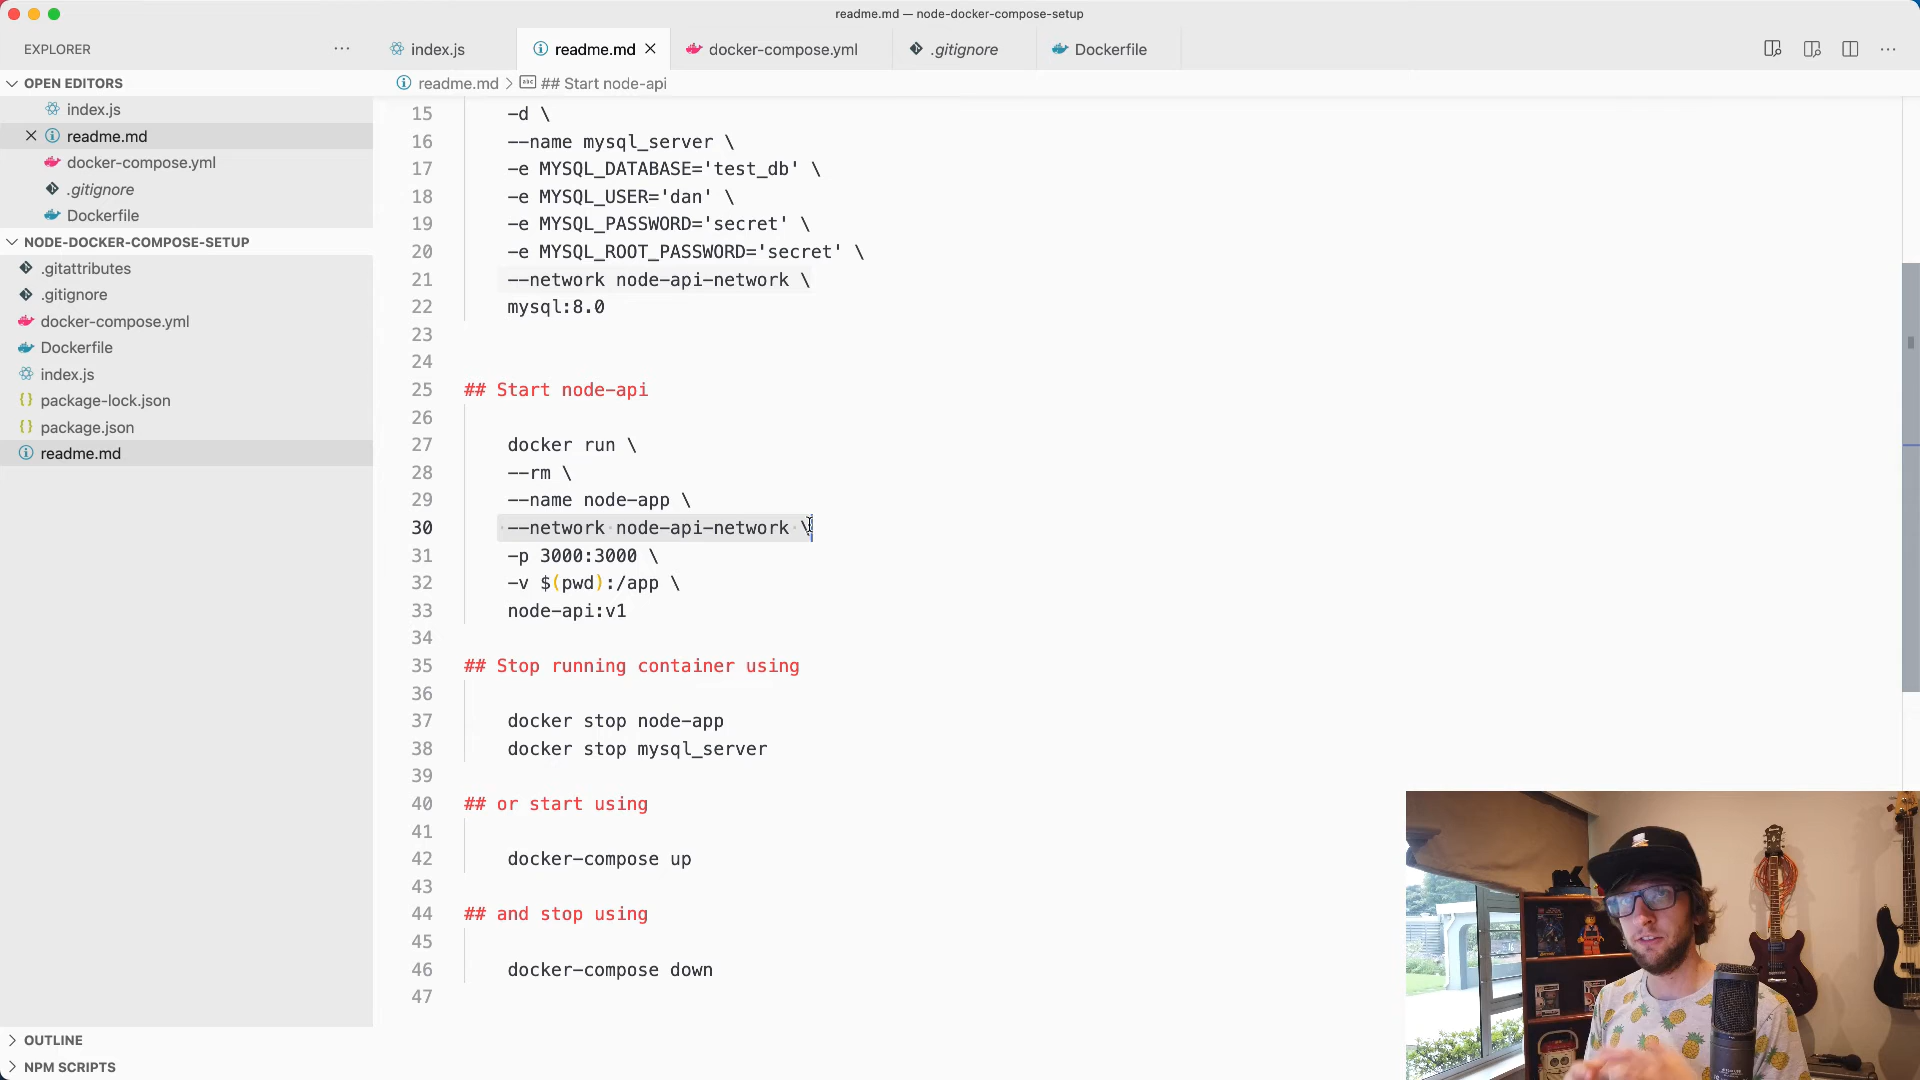 readme.md — node-docker-compose-setup
EXPLORER
index.js
readme.md
docker-compose.yml
.gitignore
Dockerfile
OPEN EDITORS
readme.md > ## Start node-api
index.js
readme.md
docker-compose.yml
.gitignore
Dockerfile
NODE-DOCKER-COMPOSE-SETUP
.gitattributes
.gitignore
docker-compose.yml
Dockerfile
index.js
package-lock.json
package.json
readme.md
OUTLINE
NPM SCRIPTS
15 -d \
16 --name mysql_server \
17 -e MYSQL_DATABASE='test_db' \
18 -e MYSQL_USER='dan' \
19 -e MYSQL_PASSWORD='secret' \
20 -e MYSQL_ROOT_PASSWORD='secret' \
21 --network node-api-network \
22 mysql:8.0
23
24
25 ## Start node-api
26
27 docker run \
28 --rm \
29 --name node-app \
30 --network node-api-network \
31 -p 3000:3000 \
32 -v $(pwd):/app \
33 node-api:v1
34
35 ## Stop running container using
36
37 docker stop node-app
38 docker stop mysql_server
39
40 ## or start using
41
42 docker-compose up
43
44 ## and stop using
45
46 docker-compose down
47